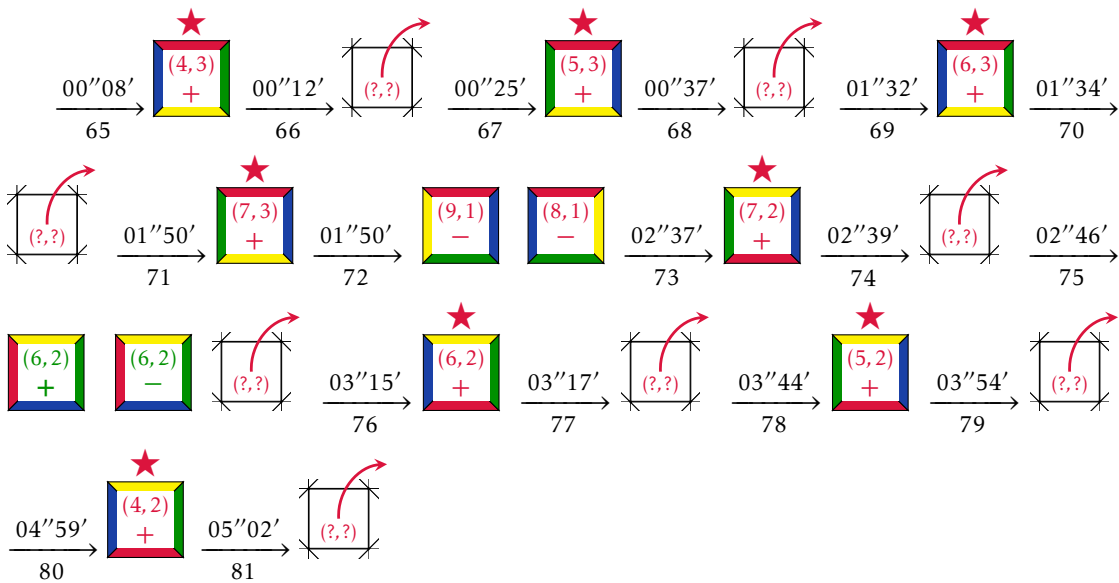 00″08′ 65 (4,3) + 00″12′ 66 (?,?) 00″25′ 67 (5,3) + 00″37′ 68 (?,?) 01″32′ 69 (6,3) + 01″34′ 70
(?,?) 01″50′ 71 (7,3) + 01″50′ 72 (9,1) − (8,1) − 02″37′ 73 (7,2) + 02″39′ 74 (?,?) 02″46′ 75
(6,2) + (6,2) − (?,?) 03″15′ 76 (6,2) + 03″17′ 77 (?,?) 03″44′ 78 (5,2) + 03″54′ 79 (?,?)
04″59′ 80 (4,2) + 05″02′ 81 (?,?)